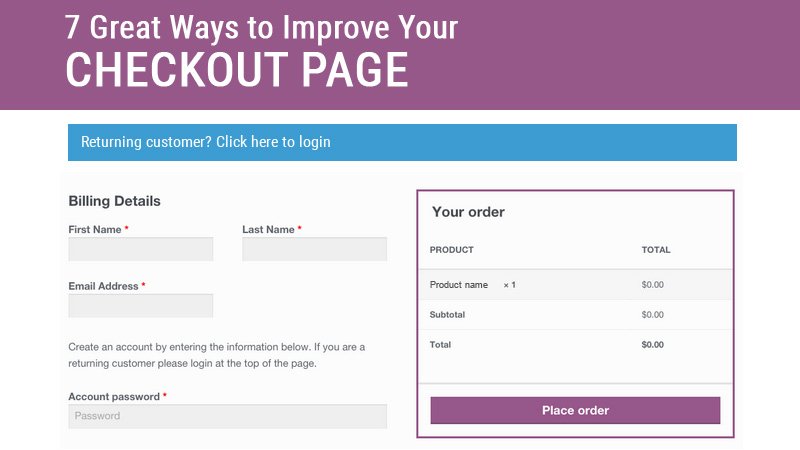 7 Great Ways to Improve Your
CHECKOUT PAGE
Returning customer? Click here to login
Billing Details
First Name *
Last Name *
Email Address *
Create an account by entering the information below. If you are a
returning customer please login at the top of the page.
Account password *
Password
Your order
PRODUCT TOTAL
Product name × 1 $0.00
Subtotal $0.00
Total $0.00
Place order